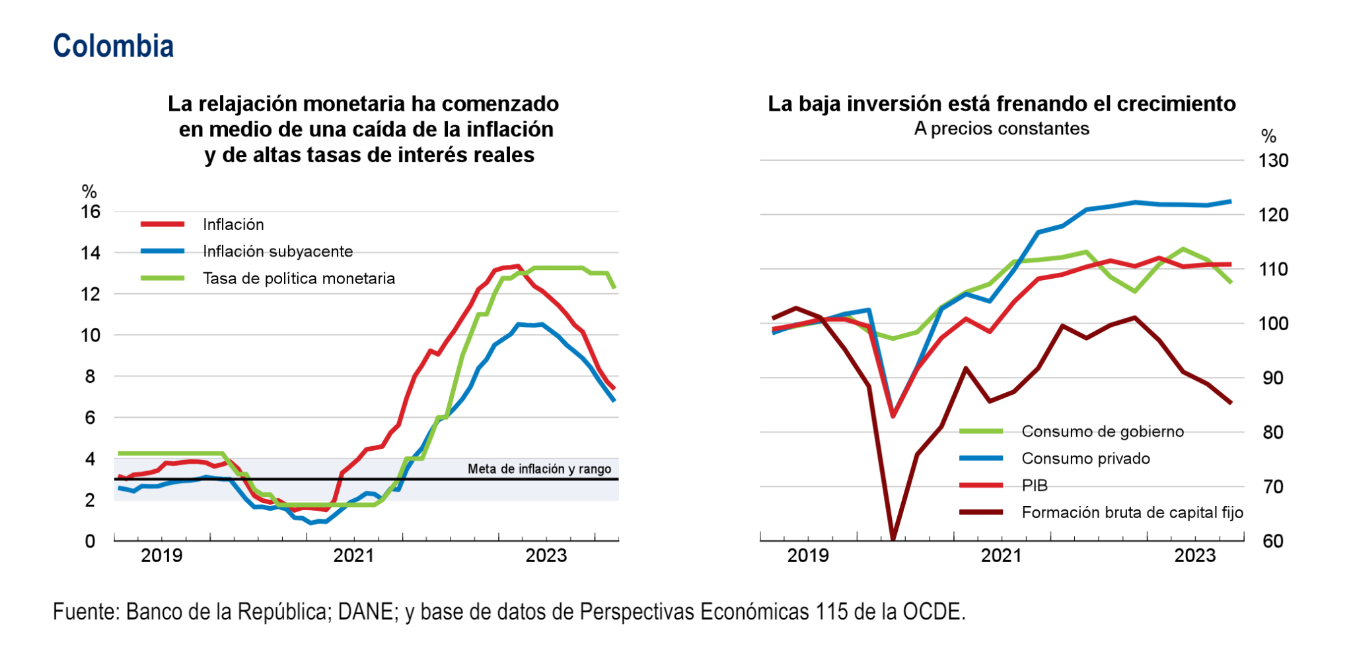 Colombia
La relajación monetaria ha comenzado
en medio de una caída de la inflación
y de altas tasas de interés reales
%
16
14
12
10
8
6
4
2
0
Inflación
Inflación subyacente
Tasa de política monetaria
Meta de inflación y rango
2019
2021
2023
La baja inversión está frenando el crecimiento
A precios constantes
%
130
120
110
100
90
80
70
60
Consumo de gobierno
Consumo privado
PIB
Formación bruta de capital fijo
2019
2021
2023
Fuente: Banco de la República; DANE; y base de datos de Perspectivas Económicas 115 de la OCDE.